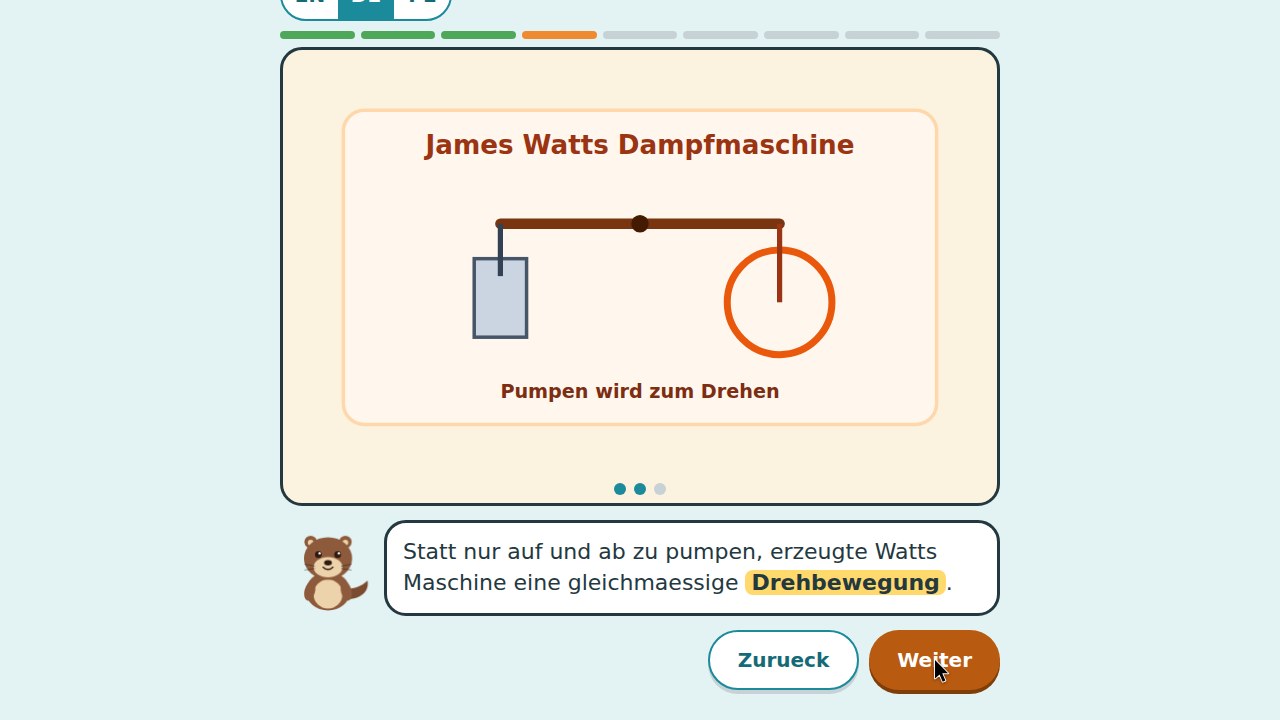 James Watts Dampfmaschine
Pumpen wird zum Drehen
Statt nur auf und ab zu pumpen, erzeugte Watts
Maschine eine gleichmaessige Drehbewegung.
Zurueck
Weiter